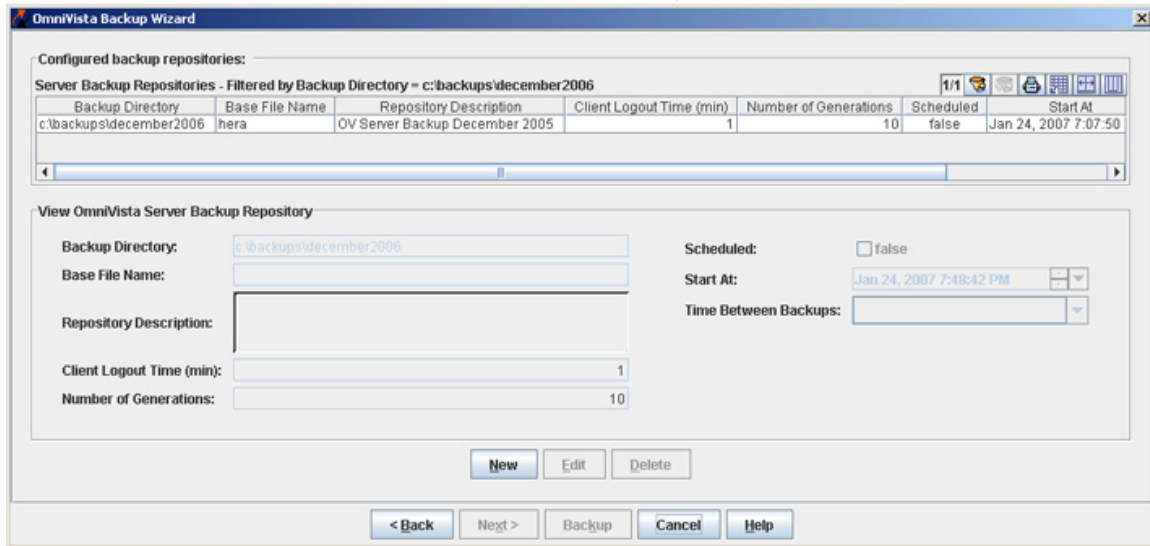 OmniVista Backup Wizard
Configured backup repositories:
Server Backup Repositories - Filtered by Backup Directory = c:\backups\december2006
1/1
Backup Directory Base File Name Repository Description Client Logout Time (min) Number of Generations Scheduled Start At
c:\backups\december2006 hera OV Server Backup December 2005 1 10 false Jan 24, 2007 7:07:50
View OmniVista Server Backup Repository
Backup Directory: c:\backups\december2006 Scheduled: false
Base File Name: Start At: Jan 24, 2007 7:48:42 PM
Repository Description: Time Between Backups:
Client Logout Time (min): 1
Number of Generations: 10
New Edit Delete
< Back Next > Backup Cancel Help